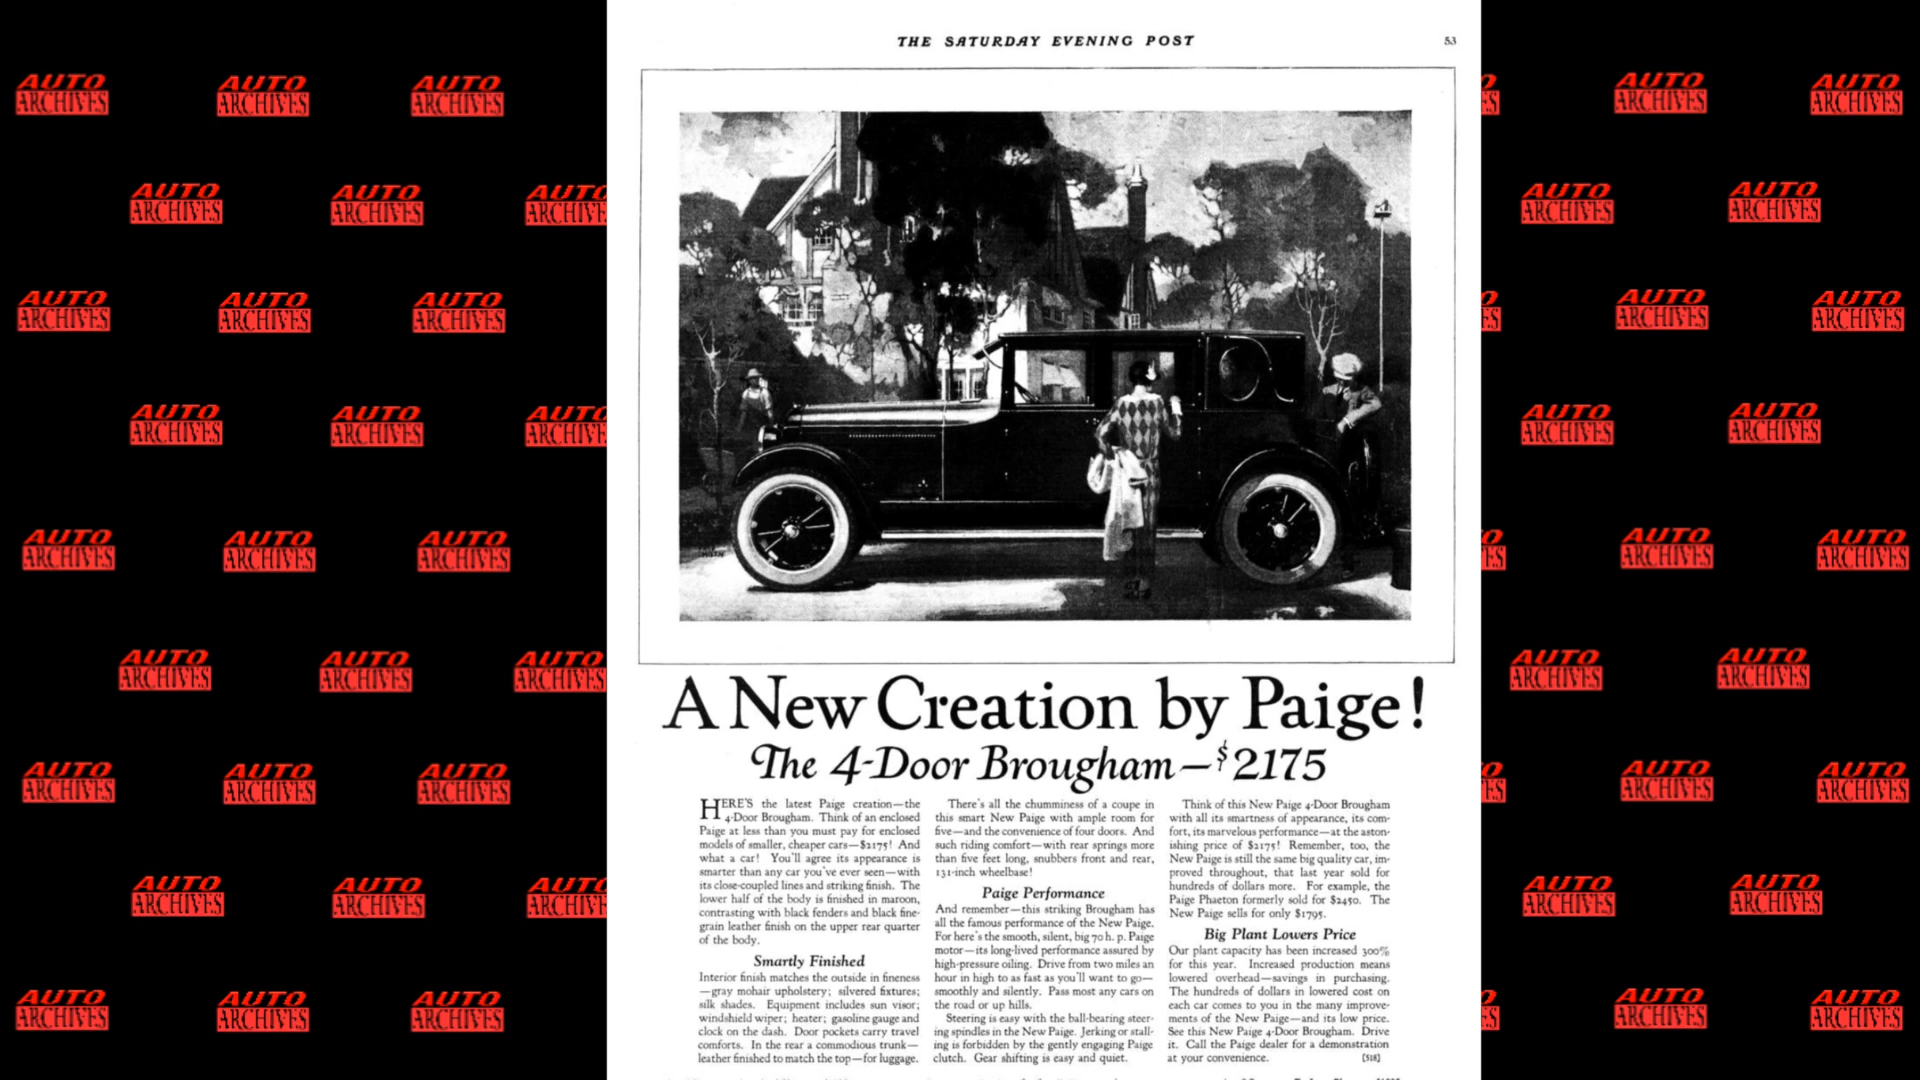 THE SATURDAY EVENING POST
53
A New Creation by Paige!
The 4-Door Brougham—$2175
HERE'S the latest Paige creation—the
4-Door Brougham. Think of an enclosed
Paige at less than you must pay for enclosed
models of smaller, cheaper cars—$2175! And
what a car! You'll agree its appearance is
smarter than any car you've ever seen—with
its close-coupled lines and striking finish. The
lower half of the body is finished in maroon,
contrasting with black fenders and black fine-
grain leather finish on the upper rear quarter
of the body.
Smartly Finished
Interior finish matches the outside in fineness
—gray mohair upholstery; silvered fixtures;
silk shades. Equipment includes sun visor;
windshield wiper; heater; gasoline gauge and
clock on the dash. Door pockets carry travel
comforts. In the rear a commodious trunk—
leather finished to match the top—for luggage.
There's all the chumminess of a coupe in
this smart New Paige with ample room for
five—and the convenience of four doors. And
such riding comfort—with rear springs more
than five feet long, snubbers front and rear,
131-inch wheelbase!
Paige Performance
And remember—this striking Brougham has
all the famous performance of the New Paige.
For here's the smooth, silent, big 70 h. p. Paige
motor—its long-lived performance assured by
high-pressure oiling. Drive from two miles an
hour in high to as fast as you'll want to go—
smoothly and silently. Pass most any cars on
the road or up hills.
Steering is easy with the ball-bearing steer-
ing spindles in the New Paige. Jerking or stall-
ing is forbidden by the gently engaging Paige
clutch. Gear shifting is easy and quiet.
Think of this New Paige 4-Door Brougham
with all its smartness of appearance, its com-
fort, its marvelous performance—at the aston-
ishing price of $2175! Remember, too, the
New Paige is still the same big quality car, im-
proved throughout, that last year sold for
hundreds of dollars more. For example, the
Paige Phaeton formerly sold for $2450. The
New Paige sells for only $1795.
Big Plant Lowers Price
Our plant capacity has been increased 300%
for this year. Increased production means
lowered overhead—savings in purchasing.
The hundreds of dollars in lowered cost on
each car comes to you in the many improve-
ments of the New Paige—and its low price.
See this New Paige 4-Door Brougham. Drive
it. Call the Paige dealer for a demonstration
at your convenience. [518]
AUTO
ARCHIVES